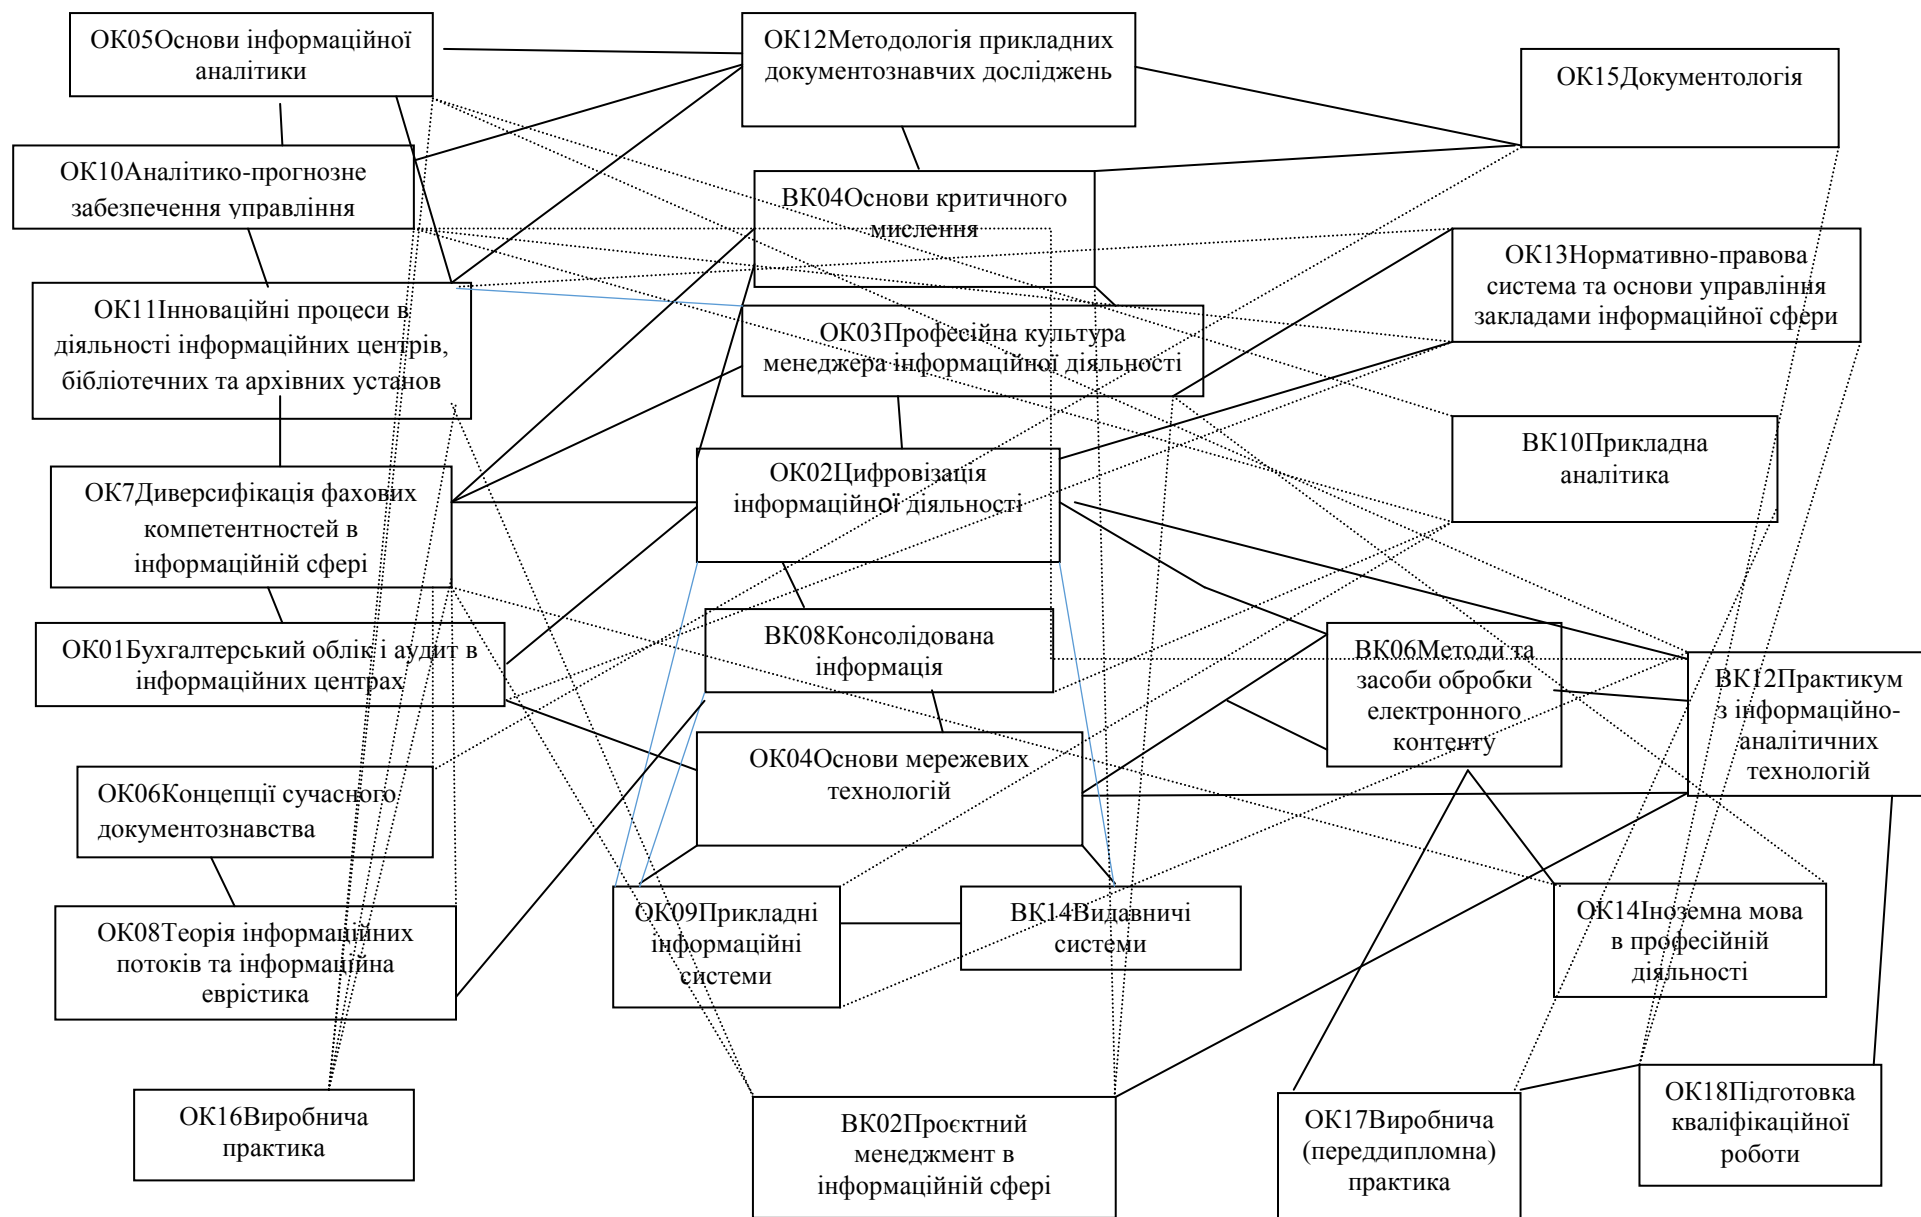 ОК05Основи інформаційної
аналітики
ОК12Методологія прикладних
документознавчих досліджень
ОК15Документологія
ОК10Аналітико-прогнозне
забезпечення управління
ВК04Основи критичного
мислення
ОК13Нормативно-правова
система та основи управління
закладами інформаційної сфери
ОК11Інноваційні процеси в
діяльності інформаційних центрів,
бібліотечних та архівних установ
ОК03Професійна культура
менеджера інформаційної діяльності
ВК10Прикладна
аналітика
ОК7Диверсифікація фахових
компетентностей в
інформаційній сфері
ОК02Цифровізація
інформаційної діяльності
ОК01Бухгалтерський облік і аудит в
інформаційних центрах
ВК08Консолідована
інформація
ВК06Методи та
засоби обробки
електронного
контенту
ВК12Практикум
з інформаційно-
аналітичних
технологій
ОК06Концепції сучасного
документознавства
ОК04Основи мережевих
технологій
ОК08Теорія інформаційних
потоків та інформаційна
еврістика
ОК09Прикладні
інформаційні
системи
ВК14Видавничі
системи
ОК14Іноземна мова
в професійній
діяльності
ОК16Виробнича
практика
ВК02Проєктний
менеджмент в
інформаційній сфері
ОК17Виробнича
(переддипломна)
практика
ОК18Підготовка
кваліфікаційної
роботи